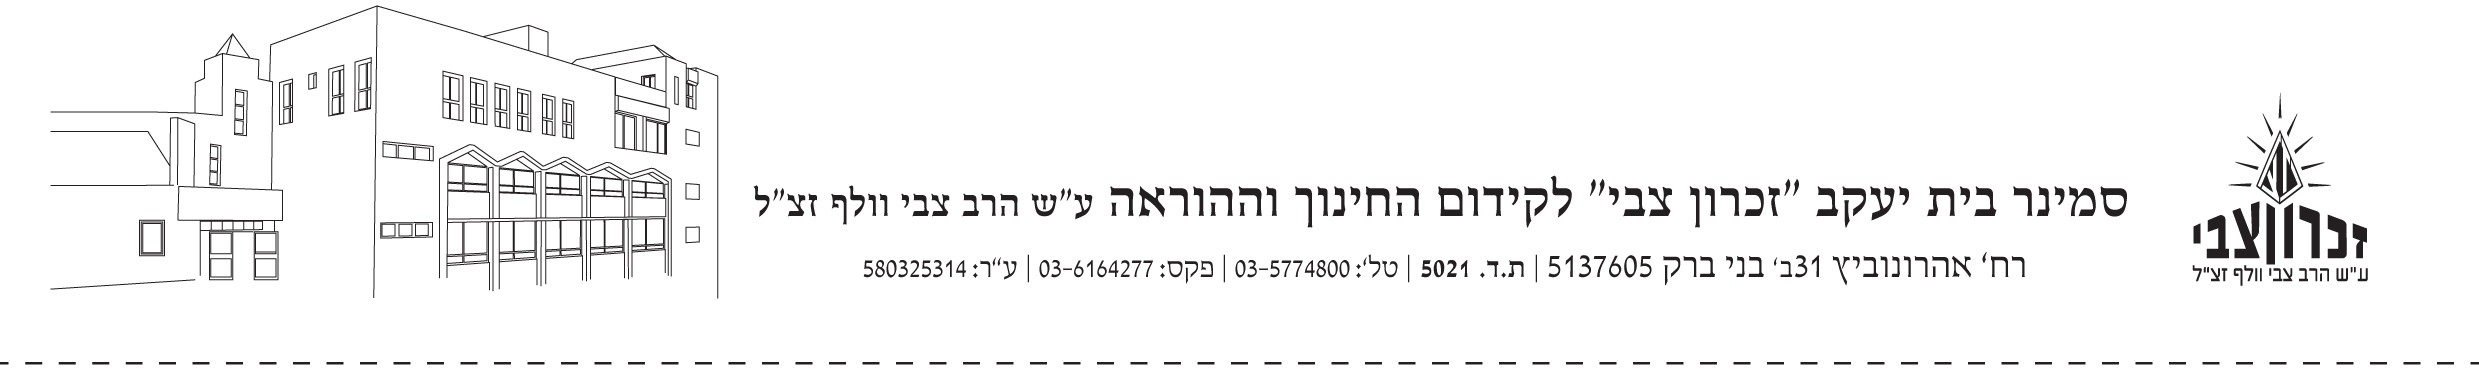 סמינר בית יעקב "זכרון צבי" לקידום החינוך וההוראה ע"ש הרב צבי וולף זצ"ל
רח' אהרונוביץ 31ב' בני ברק 5137605 | ת.ד. 5021 | טל': 03-5774800 | פקס: 03-6164277 | ע"ר: 580325314
זכרון צבי
ע"ש הרב צבי וולף זצ"ל